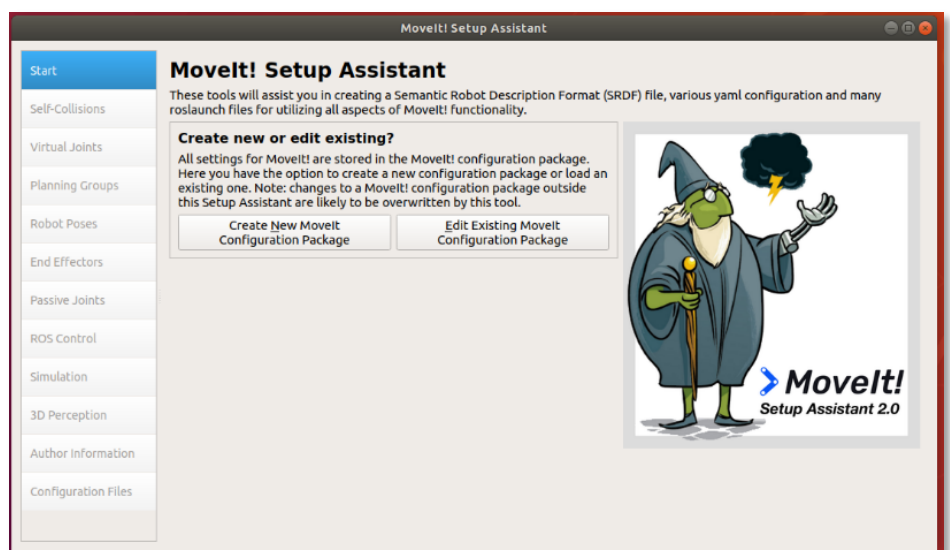 MoveIt! Setup Assistant
Start
Self-Collisions
Virtual Joints
Planning Groups
Robot Poses
End Effectors
Passive Joints
ROS Control
Simulation
3D Perception
Author Information
Configuration Files
MoveIt! Setup Assistant
These tools will assist you in creating a Semantic Robot Description Format (SRDF) file, various yaml configuration and many
roslaunch files for utilizing all aspects of MoveIt! functionality.
Create new or edit existing?
All settings for MoveIt! are stored in the MoveIt! configuration package.
Here you have the option to create a new configuration package or load an
existing one. Note: changes to a MoveIt! configuration package outside
this Setup Assistant are likely to be overwritten by this tool.
Create New MoveIt
Configuration Package
Edit Existing MoveIt
Configuration Package
MoveIt!
Setup Assistant 2.0